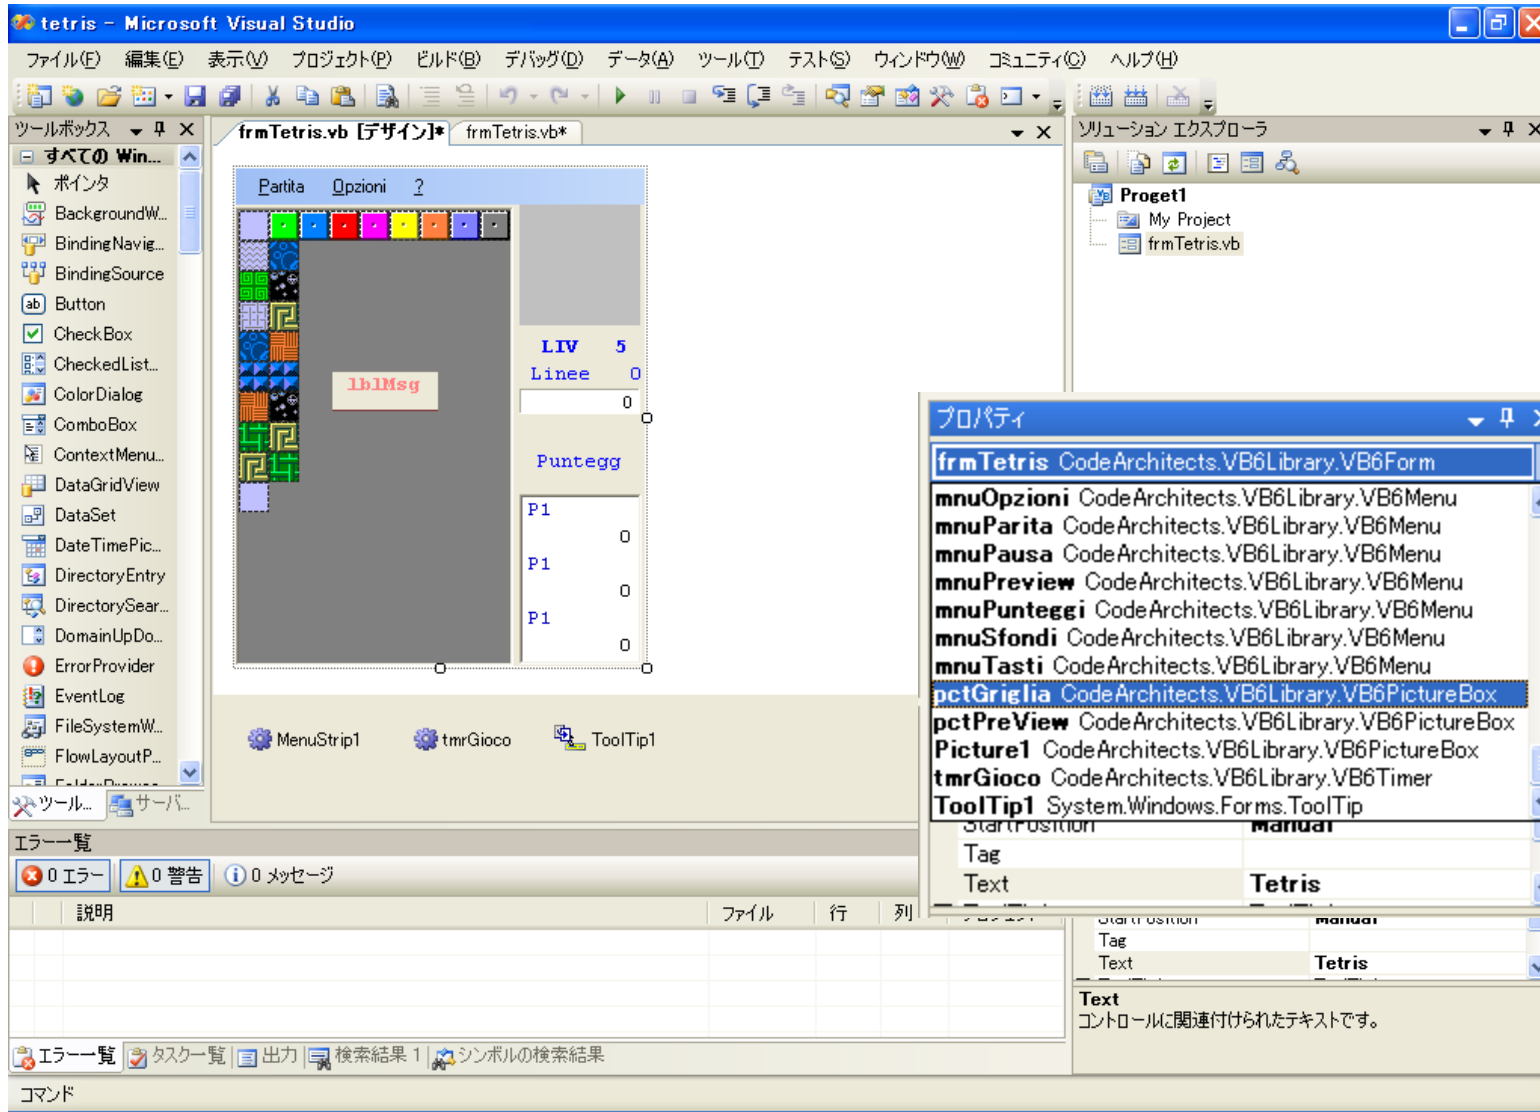 tetris - Microsoft Visual Studio
ファイル(F) 編集(E) 表示(V) プロジェクト(P) ビルド(B) デバッグ(D) データ(A) ツール(T) テスト(S) ウィンドウ(W) コミュニティ(C) ヘルプ(H)
ツールボックス
すべての Win...
ポインタ
BackgroundW...
BindingNavig...
BindingSource
Button
CheckBox
CheckedList...
ColorDialog
ComboBox
ContextMenu...
DataGridView
DataSet
DateTimePic...
DirectoryEntry
DirectorySear...
DomainUpDo...
ErrorProvider
EventLog
FileSystemW...
FlowLayoutP...
ツール... サーバ...
frmTetris.vb [デザイン]* frmTetris.vb*
Partita Opzioni ?
lblMsg
LIV 5
Linee 0
0
Puntegg
P1
0
P1
0
P1
0
MenuStrip1 tmrGioco ToolTip1
ソリューション エクスプローラ
Proget1
My Project
frmTetris.vb
プロパティ
frmTetris CodeArchitects.VB6Library.VB6Form
mnuOpzioni CodeArchitects.VB6Library.VB6Menu
mnuParita CodeArchitects.VB6Library.VB6Menu
mnuPausa CodeArchitects.VB6Library.VB6Menu
mnuPreview CodeArchitects.VB6Library.VB6Menu
mnuPunteggi CodeArchitects.VB6Library.VB6Menu
mnuSfondi CodeArchitects.VB6Library.VB6Menu
mnuTasti CodeArchitects.VB6Library.VB6Menu
pctGriglia CodeArchitects.VB6Library.VB6PictureBox
pctPreView CodeArchitects.VB6Library.VB6PictureBox
Picture1 CodeArchitects.VB6Library.VB6PictureBox
tmrGioco CodeArchitects.VB6Library.VB6Timer
ToolTip1 System.Windows.Forms.ToolTip
StartPosition Manual
Tag
Text Tetris
StartPosition Manual
Tag
Text Tetris
Text
コントロールに関連付けられたテキストです。
エラー一覧
0 エラー 0 警告 0 メッセージ
説明 ファイル 行 列
エラー一覧 タスク一覧 出力 検索結果 1 シンボルの検索結果
コマンド